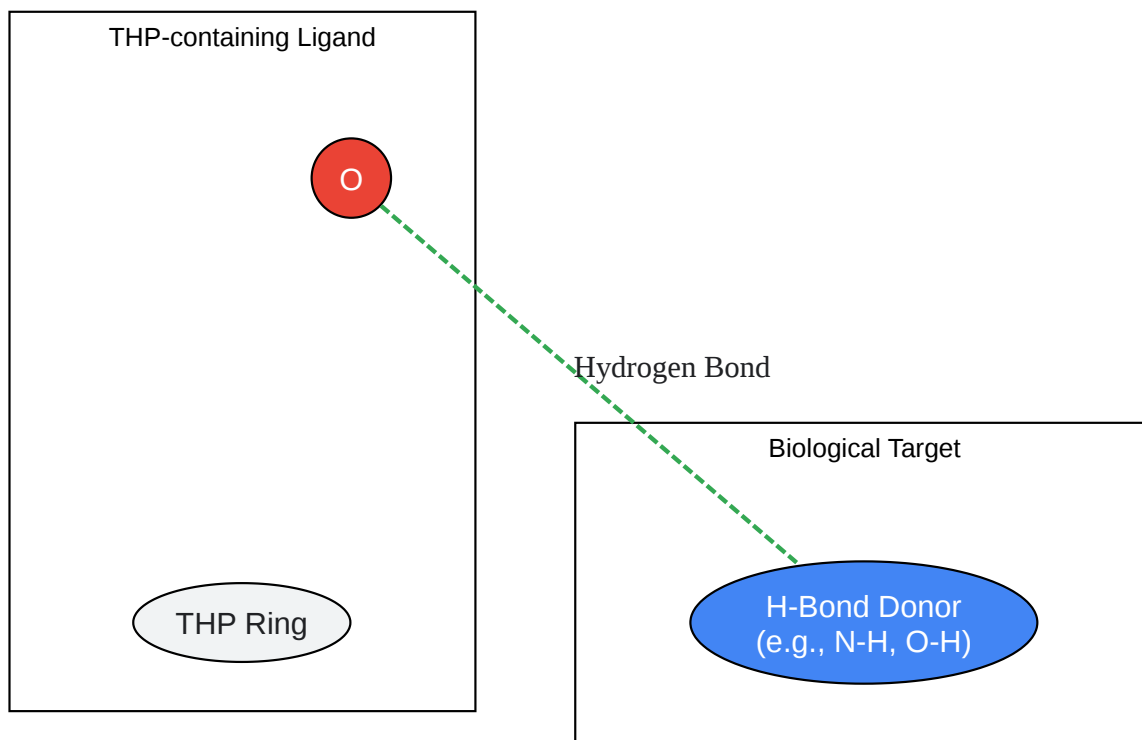 THP-containing Ligand
O
Hydrogen Bond
Biological Target
THP Ring
H-Bond Donor
(e.g., N-H, O-H)